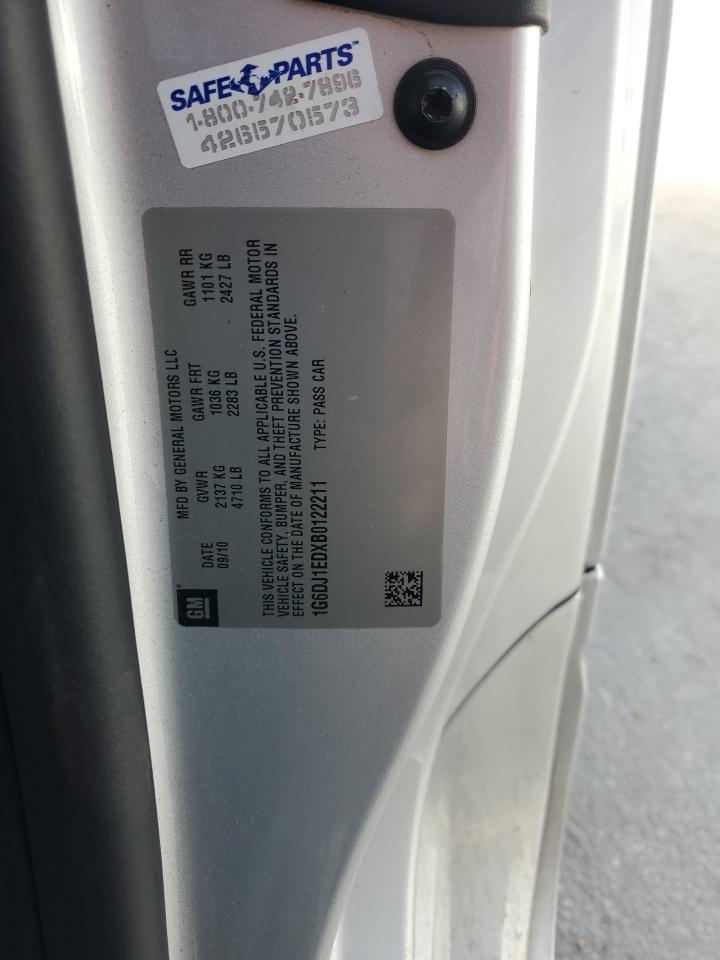 SAFE PARTS™
1-800-742-7896
426570573
MFD BY GENERAL MOTORS LLC
DATE GVWR GAWR FRT GAWR RR
09/10 2137 KG 1036 KG 1101 KG
4710 LB 2283 LB 2427 LB
THIS VEHICLE CONFORMS TO ALL APPLICABLE U.S. FEDERAL MOTOR
VEHICLE SAFETY, BUMPER, AND THEFT PREVENTION STANDARDS IN
EFFECT ON THE DATE OF MANUFACTURE SHOWN ABOVE.
1G6DJ1EDXB0122211 TYPE: PASS CAR
GM